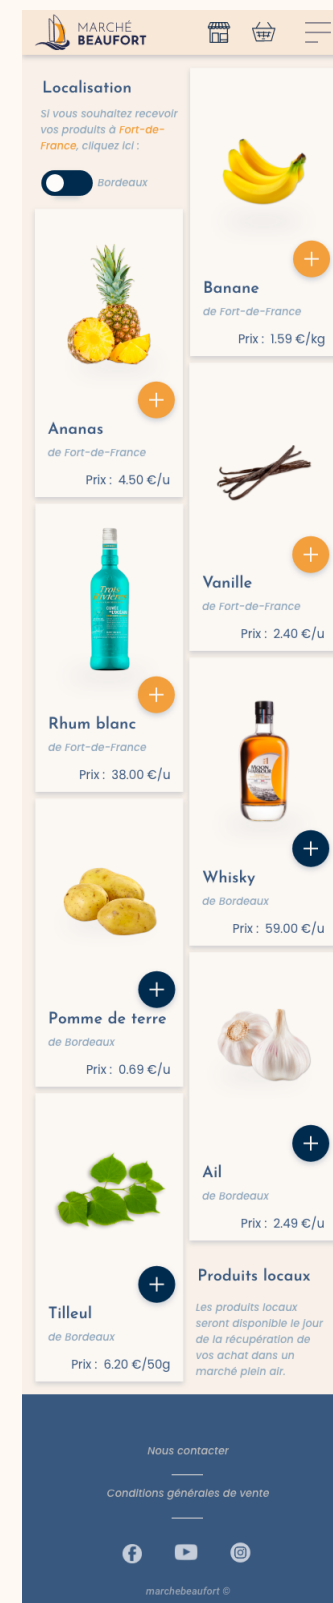 MARCHÉ
BEAUFORT
Localisation
Si vous souhaitez recevoir
vos produits à Fort-de-
France, cliquez ici :
Bordeaux
Banane
de Fort-de-France
Prix : 1.59 €/kg
Ananas
de Fort-de-France
Prix : 4.50 €/u
Vanille
de Fort-de-France
Prix : 2.40 €/u
Trois
Rivières
Rhum blanc
de Fort-de-France
Prix : 38.00 €/u
MOON
HARBOUR
Whisky
de Bordeaux
Prix : 59.00 €/u
Pomme de terre
de Bordeaux
Prix : 0.69 €/u
Ail
de Bordeaux
Prix : 2.49 €/u
Tilleul
de Bordeaux
Prix : 6.20 €/50g
Produits locaux
Les produits locaux
seront disponible le jour
de la récupération de
vos achat dans un
marché plein air.
Nous contacter
Conditions générales de vente
marchebeaufort ©